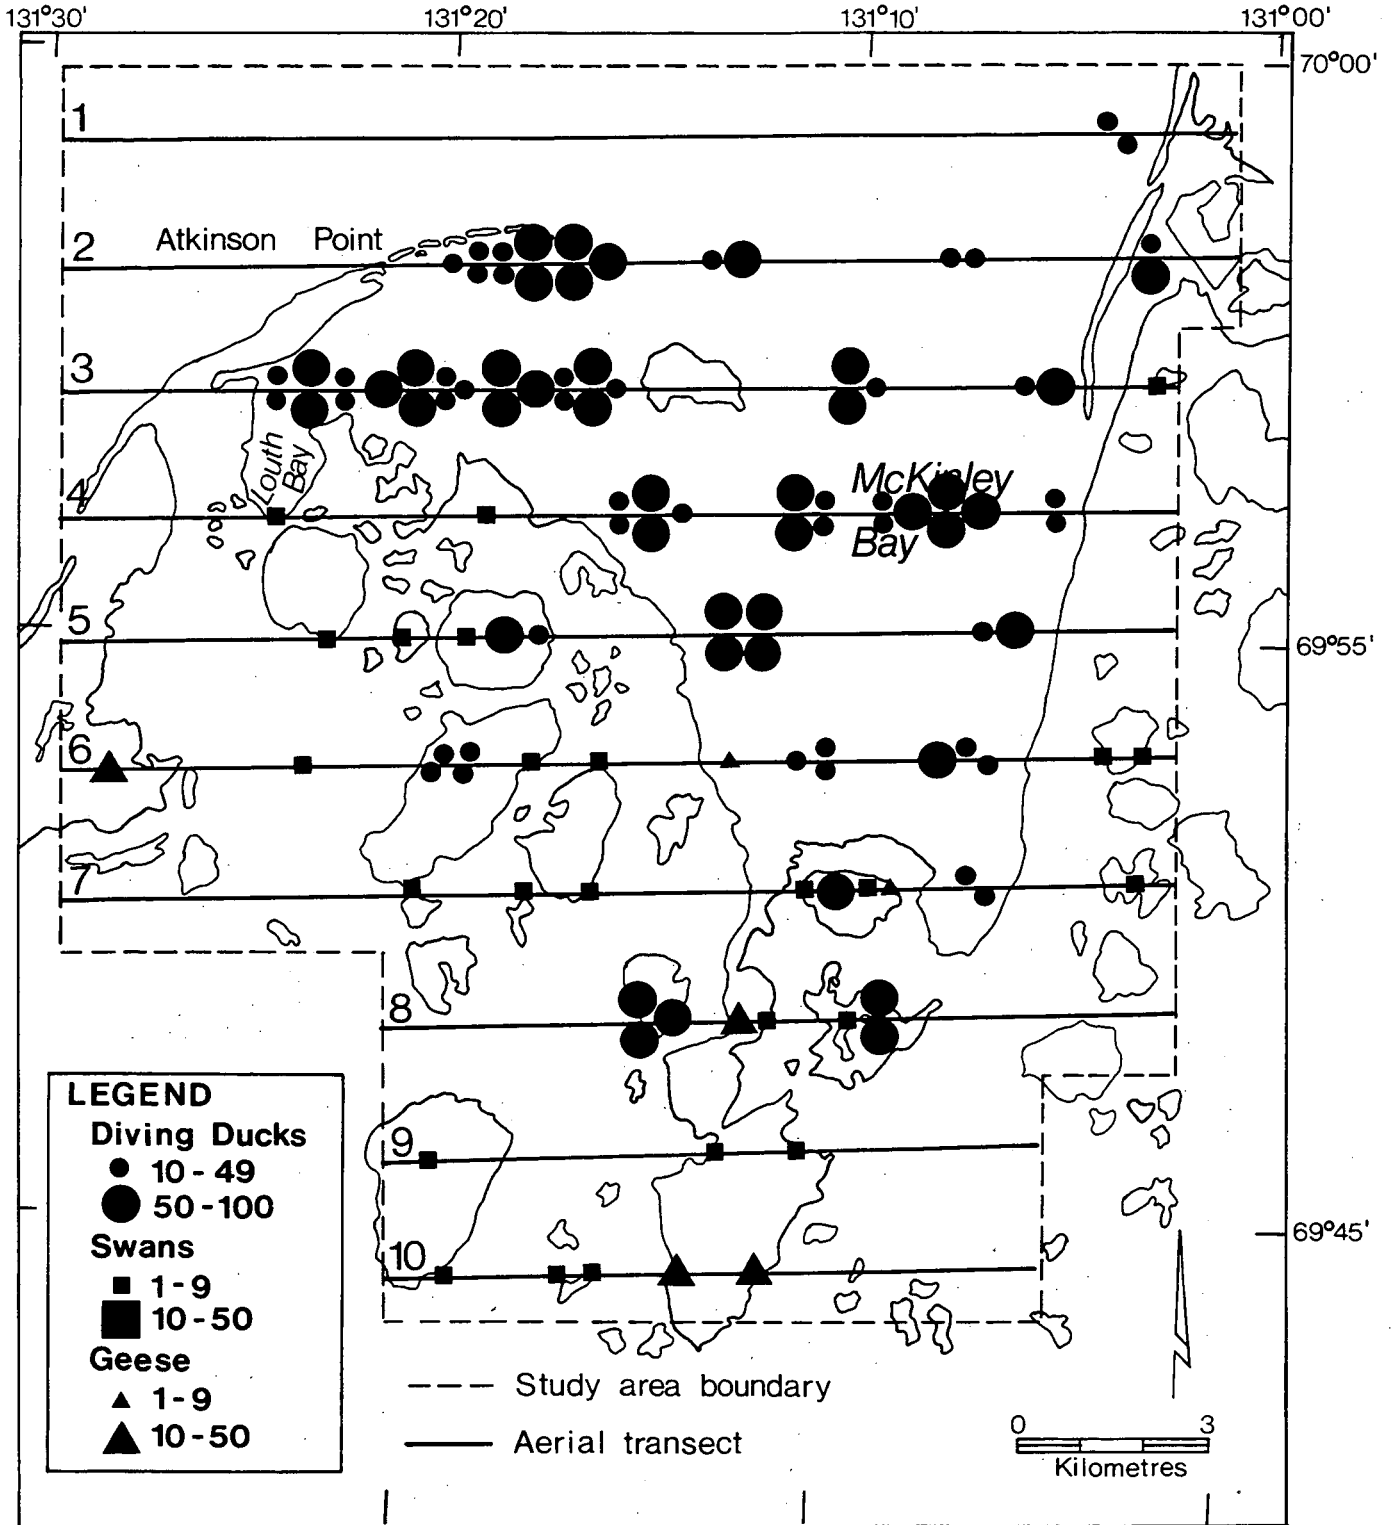 131°30' 131°20' 131°10' 131°00'
70°00'
1
2 Atkinson Point
3
Louth Bay
4 McKinley
Bay
5
69°55'
6
7
8
9
69°45'
10
LEGEND
Diving Ducks
10-49
50-100
Swans
1-9
10-50
Geese
1-9
10-50
Study area boundary
Aerial transect
0 3
Kilometres